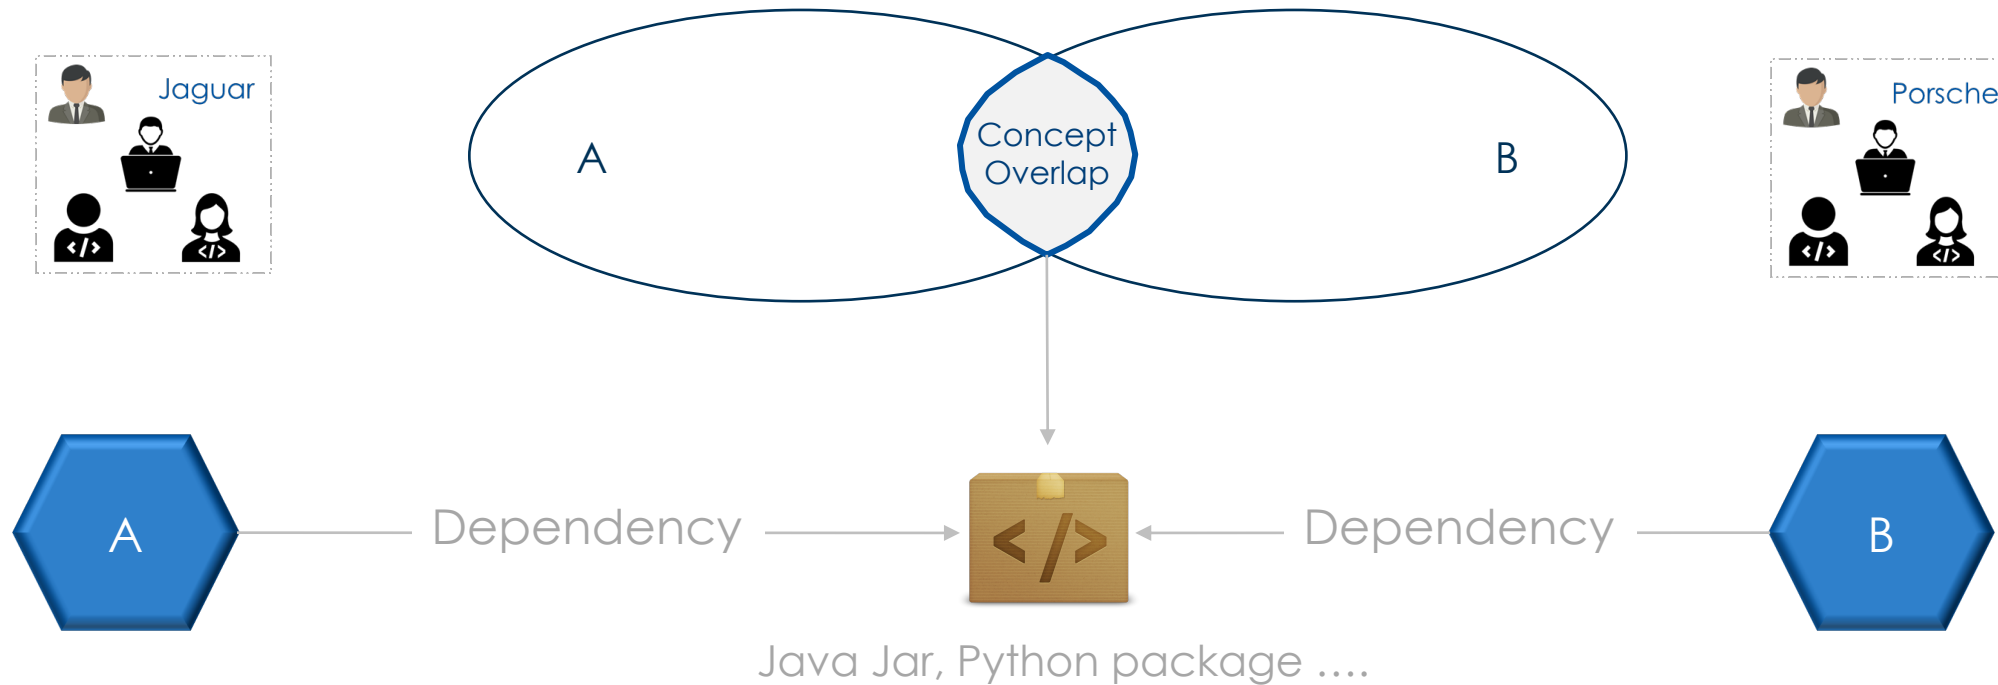 Jaguar
A
Concept
Overlap
B
Porsche
</>
</>
</>
</>
A
Dependency
</>
Dependency
B
Java Jar, Python package ....